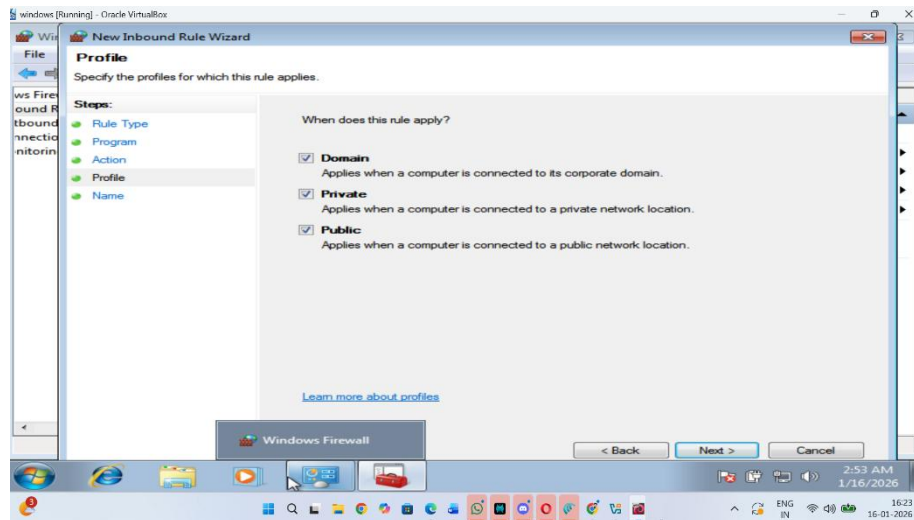 windows [Running] - Oracle VirtualBox
New Inbound Rule Wizard
File
Profile
Specify the profiles for which this rule applies.
Steps:
Rule Type
Program
Action
Profile
Name
When does this rule apply?
Domain
Applies when a computer is connected to its corporate domain.
Private
Applies when a computer is connected to a private network location.
Public
Applies when a computer is connected to a public network location.
Learn more about profiles
Windows Firewall
< Back
Next >
Cancel
2:53 AM
1/16/2026
ENG
IN
16:23
16-01-2026